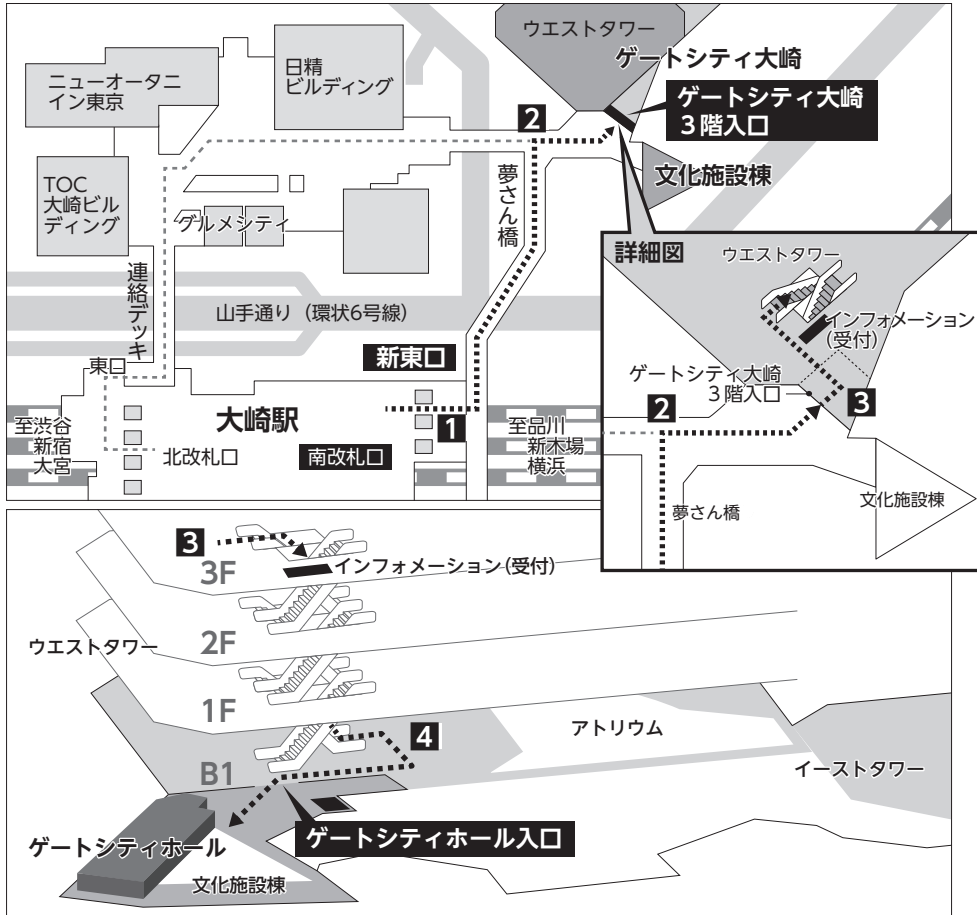 ウエストタワー
ゲートシティ大崎
ニューオータニ
イン東京
日精
ビルディング
ゲートシティ大崎
3階入口
2
TOC
大崎ビル
ディング
夢さん橋
文化施設棟
グルメシティ
連絡デッキ
山手通り（環状6号線）
東口
新東口
大崎駅
1
至渋谷
新宿
大宮
北改札口
南改札口
至品川
新木場
横浜
詳細図
ウエストタワー
インフォメーション
(受付)
ゲートシティ大崎
3階入口
2
3
夢さん橋
文化施設棟
3
3F
インフォメーション(受付)
2F
ウエストタワー
1F
4
アトリウム
B1
イーストタワー
ゲートシティホール
ゲートシティホール入口
文化施設棟